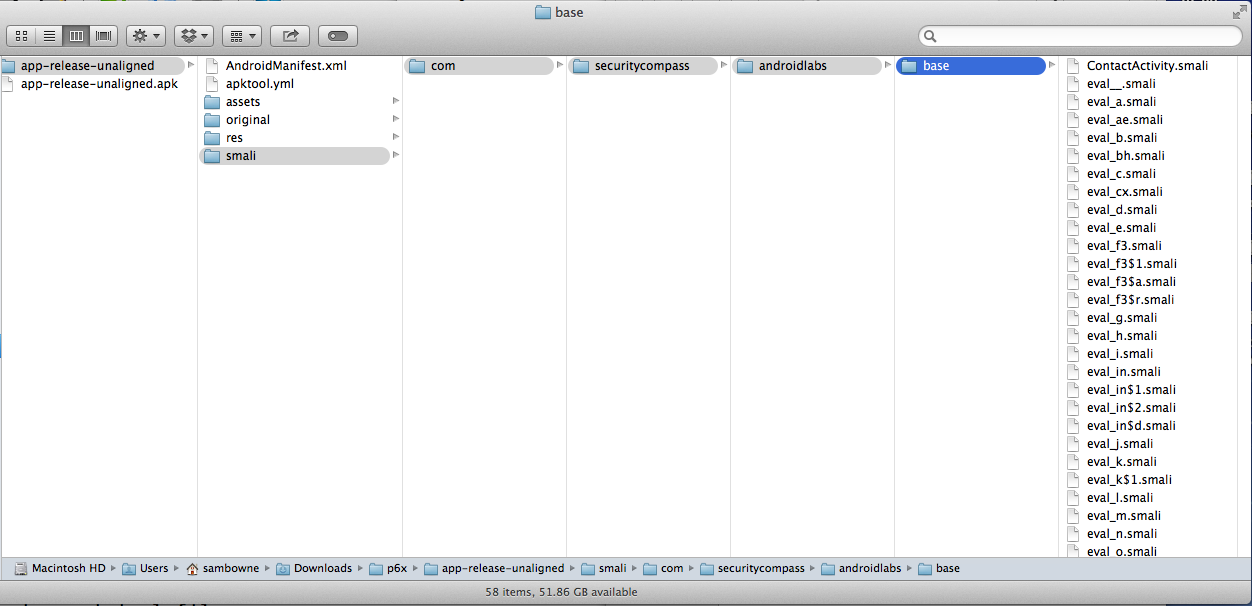 base
app-release-unaligned
app-release-unaligned.apk
AndroidManifest.xml
apktool.yml
assets
original
res
smali
com
securitycompass
androidlabs
base
ContactActivity.smali
eval__.smali
eval_a.smali
eval_ae.smali
eval_b.smali
eval_bh.smali
eval_c.smali
eval_cx.smali
eval_d.smali
eval_e.smali
eval_f3.smali
eval_f3$1.smali
eval_f3$a.smali
eval_f3$r.smali
eval_g.smali
eval_h.smali
eval_i.smali
eval_in.smali
eval_in$1.smali
eval_in$2.smali
eval_in$d.smali
eval_j.smali
eval_k.smali
eval_k$1.smali
eval_l.smali
eval_m.smali
eval_n.smali
eval_o.smali
Macintosh HD Users sambowne Downloads p6x app-release-unaligned smali com securitycompass androidlabs base
58 items, 51.86 GB available